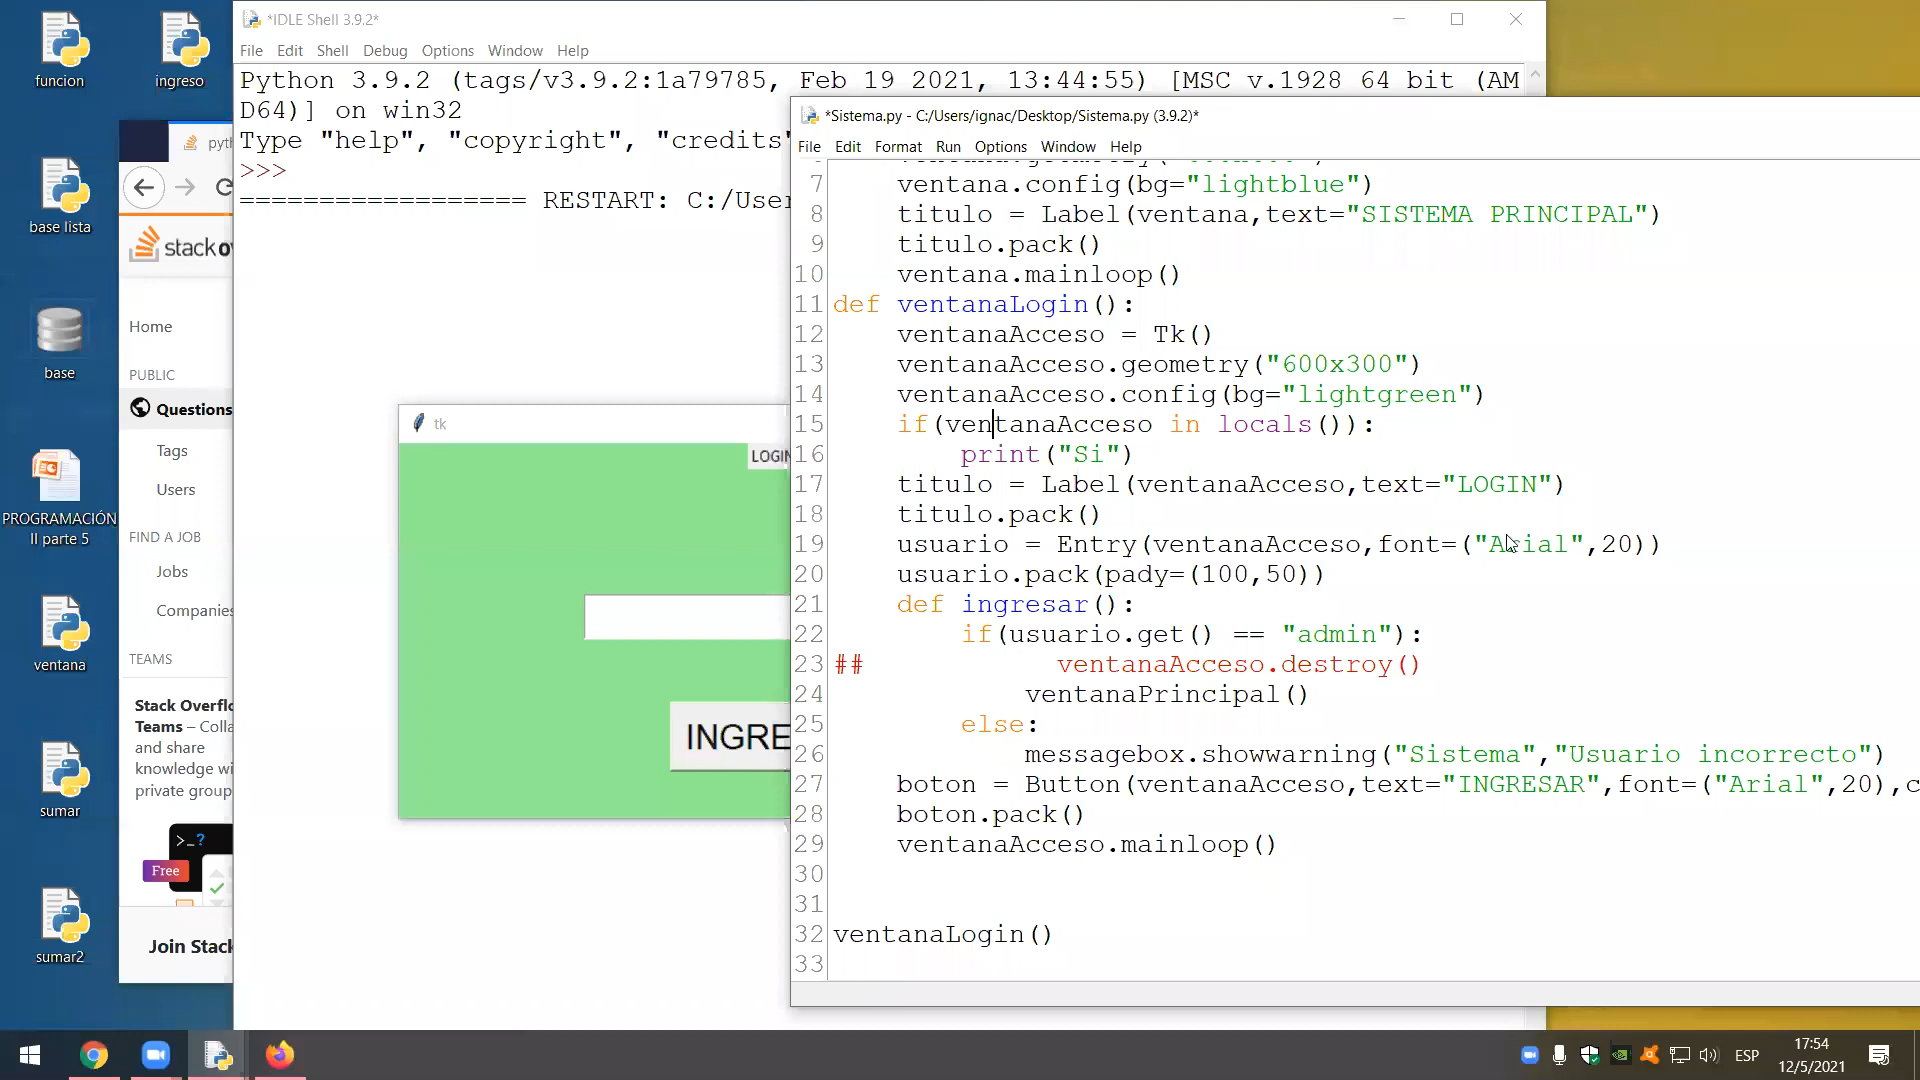 funcion
ingreso
base lista
base
PROGRAMACIÓN
II parte 5
ventana
sumar
sumar2
pyth
stack ov
Home
PUBLIC
Questions
Tags
Users
FIND A JOB
Jobs
Companies
TEAMS
Stack Overflo
Teams – Colla
and share
knowledge wi
private group
>_?
Free
Join Stack
*IDLE Shell 3.9.2*
File Edit Shell Debug Options Window Help
Python 3.9.2 (tags/v3.9.2:1a79785, Feb 19 2021, 13:44:55) [MSC v.1928 64 bit (AM
D64)] on win32
Type "help", "copyright", "credits"
>>>
================== RESTART: C:/User
tk
LOGIN
INGRE
*Sistema.py - C:/Users/ignac/Desktop/Sistema.py (3.9.2)*
File Edit Format Run Options Window Help
7 ventana.config(bg="lightblue")
8 titulo = Label(ventana,text="SISTEMA PRINCIPAL")
9 titulo.pack()
10 ventana.mainloop()
11 def ventanaLogin():
12 ventanaAcceso = Tk()
13 ventanaAcceso.geometry("600x300")
14 ventanaAcceso.config(bg="lightgreen")
15 if(ventanaAcceso in locals()):
16 print("Si")
17 titulo = Label(ventanaAcceso,text="LOGIN")
18 titulo.pack()
19 usuario = Entry(ventanaAcceso,font=("Arial",20))
20 usuario.pack(pady=(100,50))
21 def ingresar():
22 if(usuario.get() == "admin"):
23 ## ventanaAcceso.destroy()
24 ventanaPrincipal()
25 else:
26 messagebox.showwarning("Sistema","Usuario incorrecto")
27 boton = Button(ventanaAcceso,text="INGRESAR",font=("Arial",20),c
28 boton.pack()
29 ventanaAcceso.mainloop()
30
31
32 ventanaLogin()
33
ESP
17:54
12/5/2021